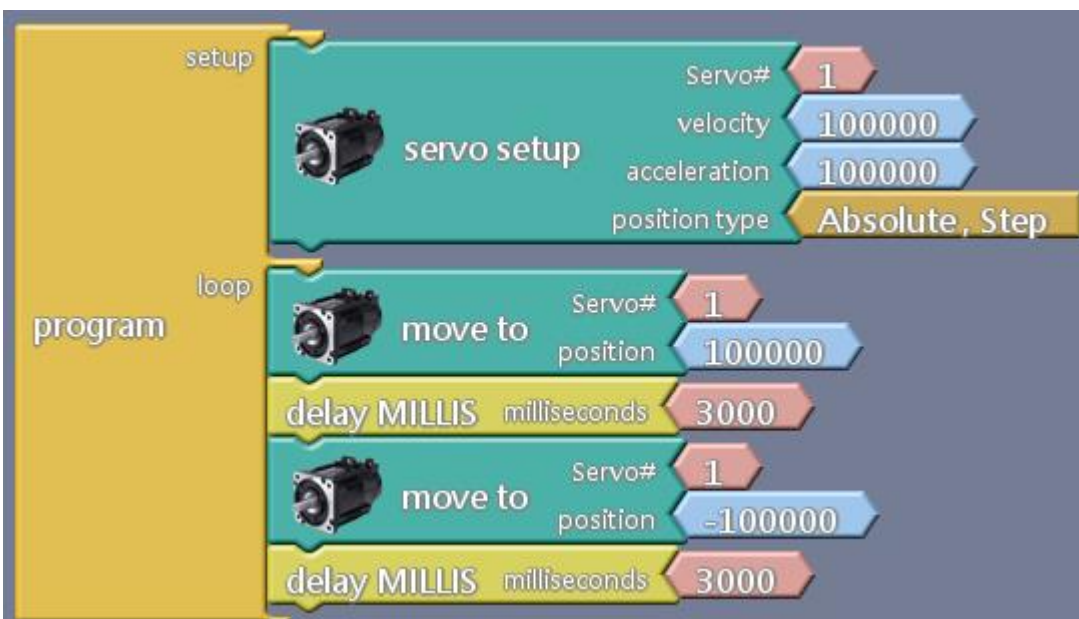 setup
Servo# 1
velocity 100000
servo setup
acceleration 100000
position type Absolute, Step
loop
program
Servo# 1
move to
position 100000
delay MILLIS milliseconds 3000
Servo# 1
move to
position -100000
delay MILLIS milliseconds 3000